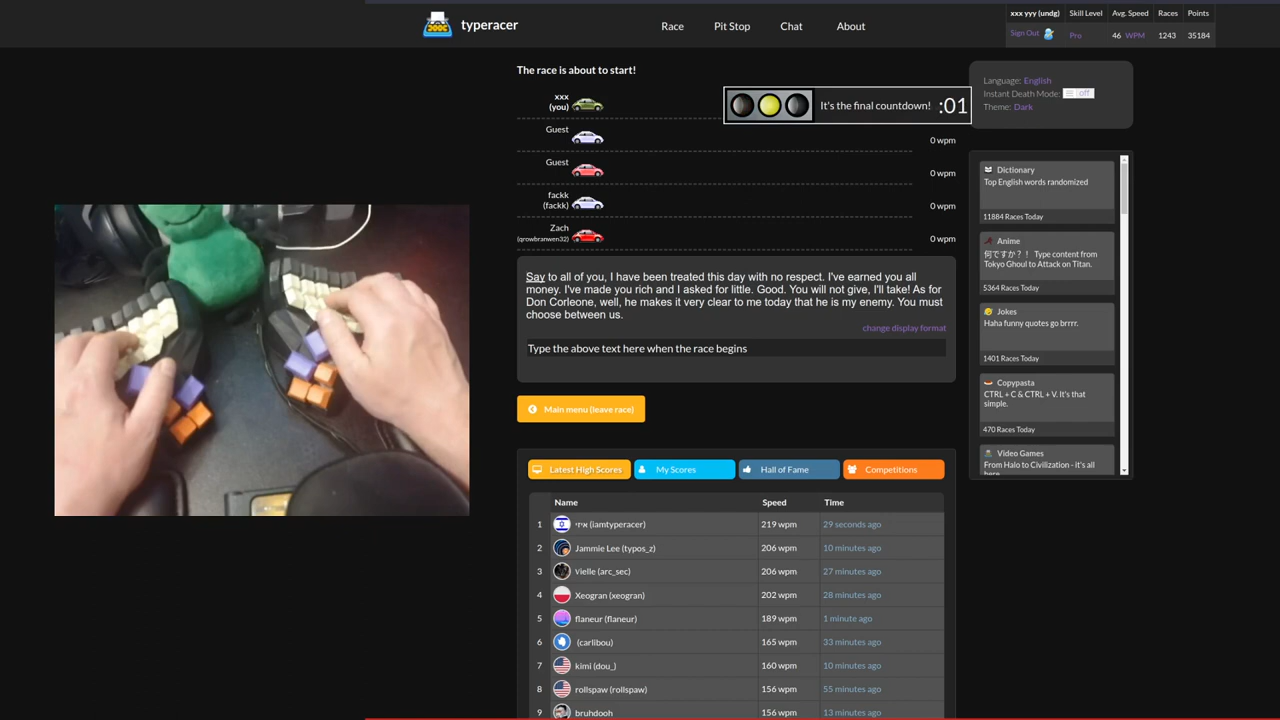 typeracer
Race
Pit Stop
Chat
About
xxx yyy (undg)
Skill Level
Avg. Speed
Races
Points
Sign Out
Pro
46 WPM
1243
35184
The race is about to start!
xxx
(you)
It's the final countdown!
:01
Guest
0 wpm
Guest
0 wpm
fackk
(fackk)
0 wpm
Zach
(qrowbranwen32)
0 wpm
Say to all of you, I have been treated this day with no respect. I've earned you all
money. I've made you rich and I asked for little. Good. You will not give, I'll take! As for
Don Corleone, well, he makes it very clear to me today that he is my enemy. You must
choose between us.
change display format
Type the above text here when the race begins
Main menu (leave race)
Language: English
Instant Death Mode: off
Theme: Dark
Dictionary
Top English words randomized
11884 Races Today
Anime
何ですか？！ Type content from
Tokyo Ghoul to Attack on Titan.
5364 Races Today
Jokes
Haha funny quotes go brrrr.
1401 Races Today
Copypasta
CTRL + C & CTRL + V. It's that
simple.
470 Races Today
Video Games
From Halo to Civilization - it's all
here.
Latest High Scores
My Scores
Hall of Fame
Competitions
Name Speed Time
1 איזי (iamtyperacer) 219 wpm 29 seconds ago
2 Jammie Lee (typos_z) 206 wpm 10 minutes ago
3 Vielle (arc_sec) 206 wpm 27 minutes ago
4 Xeogran (xeogran) 202 wpm 28 minutes ago
5 flaneur (flaneur) 189 wpm 1 minute ago
6 (carlibou) 165 wpm 33 minutes ago
7 kimi (dou_) 160 wpm 10 minutes ago
8 rollspaw (rollspaw) 156 wpm 55 minutes ago
9 bruhdooh 156 wpm 13 minutes ago